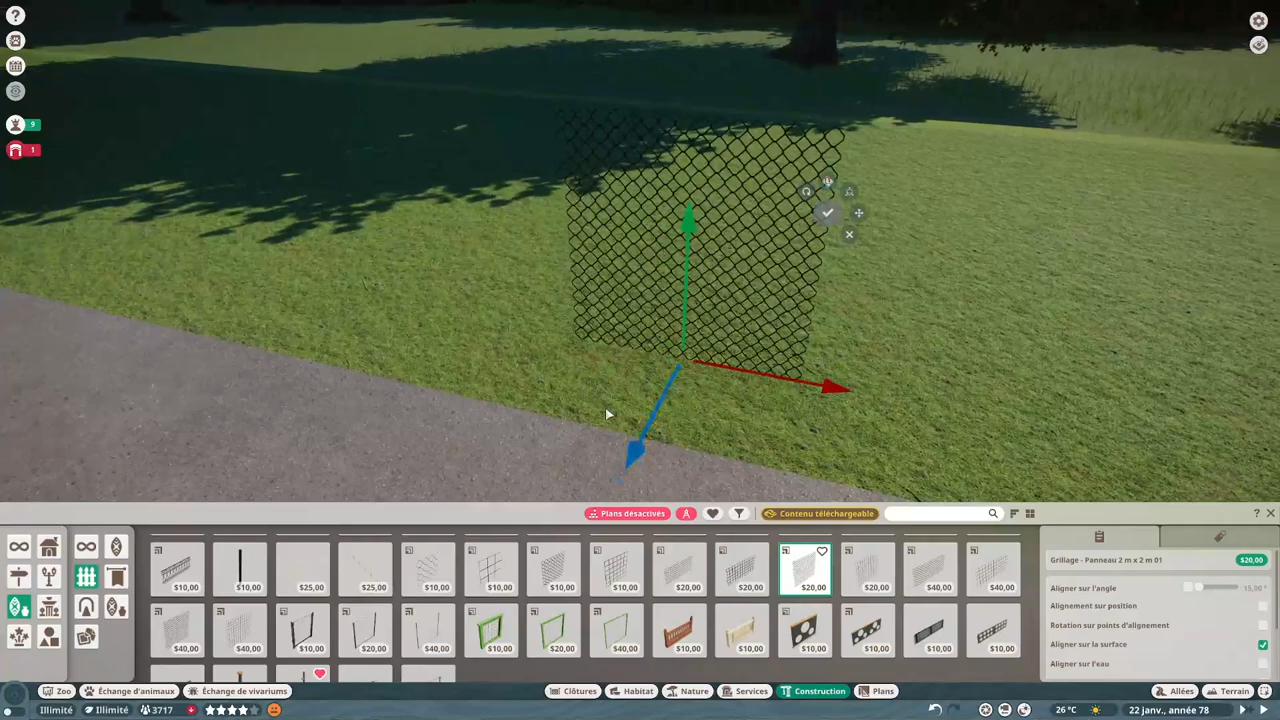 9
1
Plans désactivés
Contenu téléchargeable
$10,00
$10,00
$25,00
$25,00
$10,00
$10,00
$10,00
$10,00
$20,00
$20,00
$20,00
$20,00
$40,00
$40,00
$40,00
$40,00
$10,00
$20,00
$10,00
$10,00
$20,00
$40,00
$10,00
$10,00
$10,00
$10,00
$10,00
$10,00
Grillage - Panneau 2 m x 2 m 01
$20,00
Aligner sur l'angle
15,00 °
Alignement sur position
Rotation sur points d'alignement
Aligner sur la surface
Aligner sur l'eau
Zoo
Échange d'animaux
Échange de vivariums
Clôtures
Habitat
Nature
Services
Construction
Plans
Allées
Terrain
Illimité
Illimité
3717
26 °C
22 janv., année 78